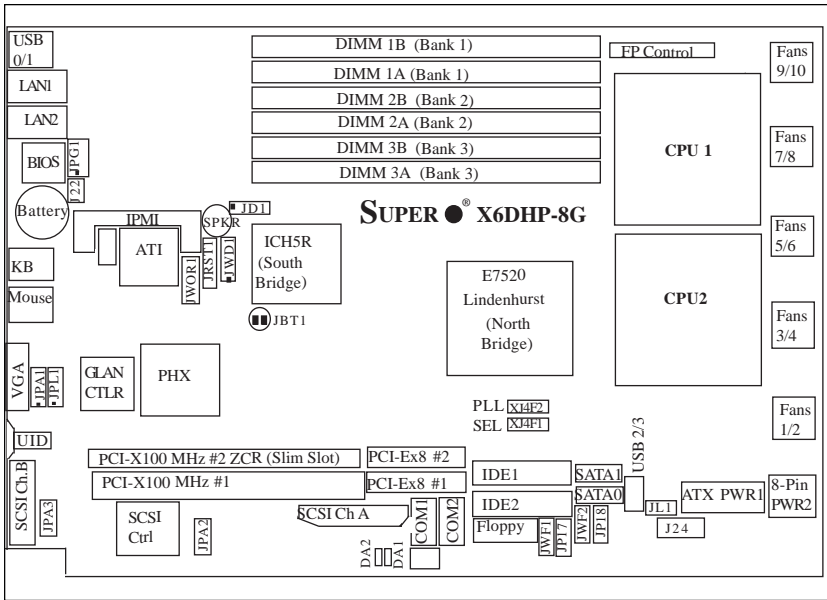 USB
0/1
LAN1
LAN2
BIOS
JPG1
J22
Battery
IPMI
ATI
SPKR
JD1
JWOR1
JRST1
JWD1
KB
Mouse
DIMM 1B (Bank 1)
DIMM 1A (Bank 1)
DIMM 2B (Bank 2)
DIMM 2A (Bank 2)
DIMM 3B (Bank 3)
DIMM 3A (Bank 3)
FP Control
Fans
9/10
CPU 1
Fans
7/8
SUPER ® X6DHP-8G
ICH5R
(South
Bridge)
JBT1
E7520
Lindenhurst
(North
Bridge)
CPU2
Fans
5/6
Fans
3/4
VGA
JPA1
JPL1
GLAN
CTLR
PHX
PLL XJ4F2
SEL XJ4F1
Fans
1/2
UID
PCI-X100 MHz #2 ZCR (Slim Slot)
PCI-Ex8 #2
PCI-X100 MHz #1
PCI-Ex8 #1
IDE1
IDE2
SATA1
SATA0
USB 2/3
ATX PWR1
8-Pin
PWR2
SCSI Ch.B
JPA3
SCSI
Ctrl
JPA2
SCSI Ch A
COM1
COM2
DA2
DA1
Floppy
JWF1
JP17
JWF2
JP18
JL1
J24